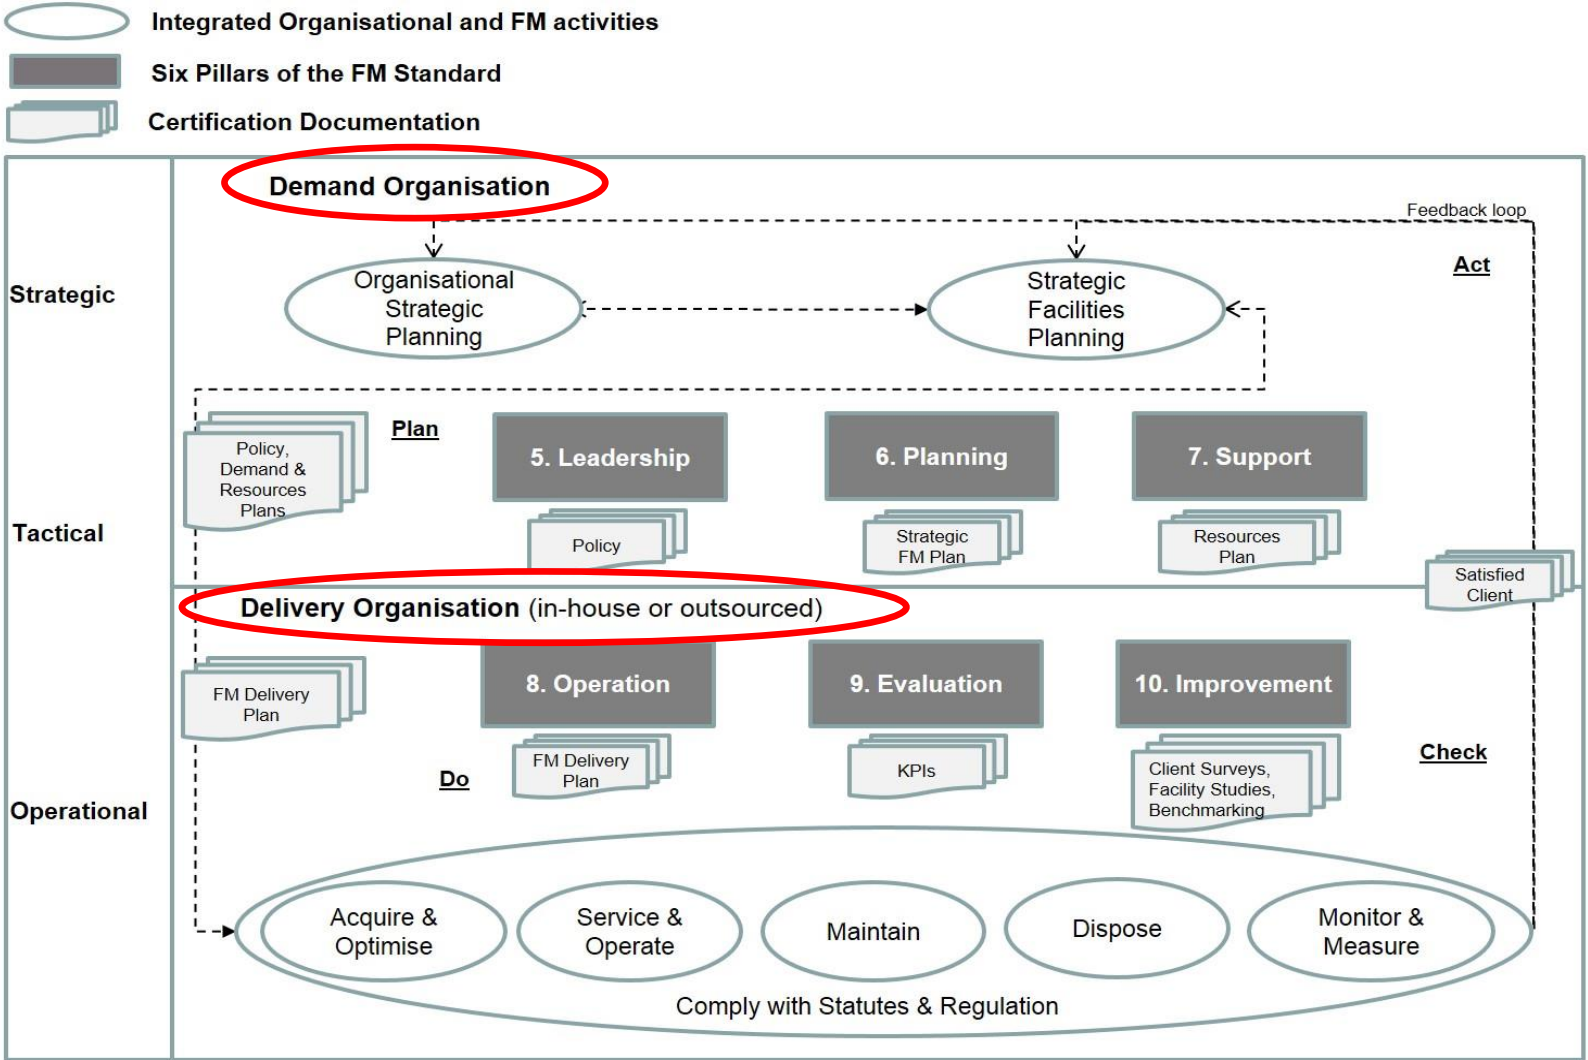 Integrated Organisational and FM activities
Six Pillars of the FM Standard
Certification Documentation
Demand Organisation
Feedback loop
Act
Strategic
Organisational
Strategic
Planning
Strategic
Facilities
Planning
Plan
Policy,
Demand &
Resources
Plans
5. Leadership
6. Planning
7. Support
Tactical
Policy
Strategic
FM Plan
Resources
Plan
Satisfied
Client
Delivery Organisation (in-house or outsourced)
FM Delivery
Plan
8. Operation
9. Evaluation
10. Improvement
Do
FM Delivery
Plan
KPIs
Client Surveys,
Facility Studies,
Benchmarking
Check
Operational
Acquire &
Optimise
Service &
Operate
Maintain
Dispose
Monitor &
Measure
Comply with Statutes & Regulation